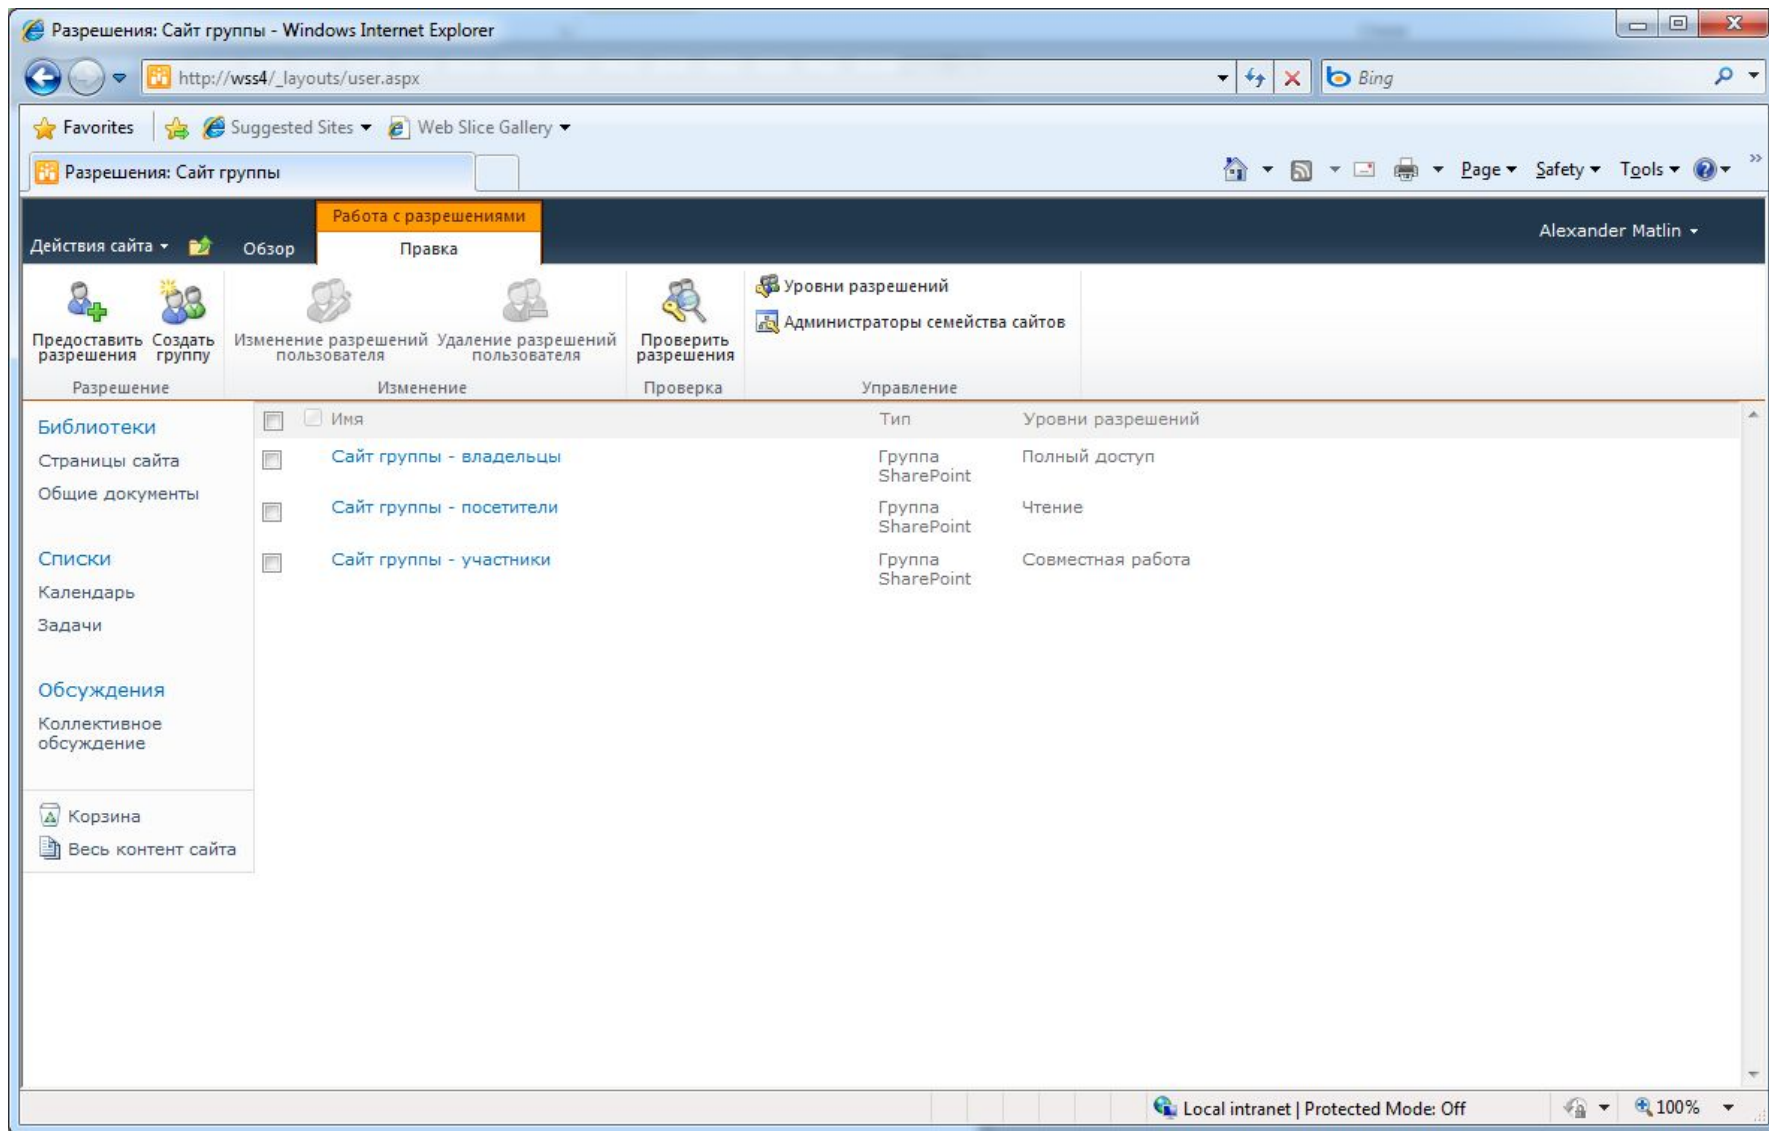 Разрешения: Сайт группы - Windows Internet Explorer
http://wss4/_layouts/user.aspx
Bing
Favorites
Suggested Sites
Web Slice Gallery
Разрешения: Сайт группы
Page
Safety
Tools
Работа с разрешениями
Действия сайта
Обзор
Правка
Alexander Matlin
Предоставить разрешения
Создать группу
Изменение разрешений пользователя
Удаление разрешений пользователя
Проверить разрешения
Уровни разрешений
Администраторы семейства сайтов
Разрешение
Изменение
Проверка
Управление
Библиотеки
Страницы сайта
Общие документы
Списки
Календарь
Задачи
Обсуждения
Коллективное
обсуждение
Корзина
Весь контент сайта
Имя Тип Уровни разрешений
Сайт группы - владельцы Группа SharePoint Полный доступ
Сайт группы - посетители Группа SharePoint Чтение
Сайт группы - участники Группа SharePoint Совместная работа
Local intranet | Protected Mode: Off
100%